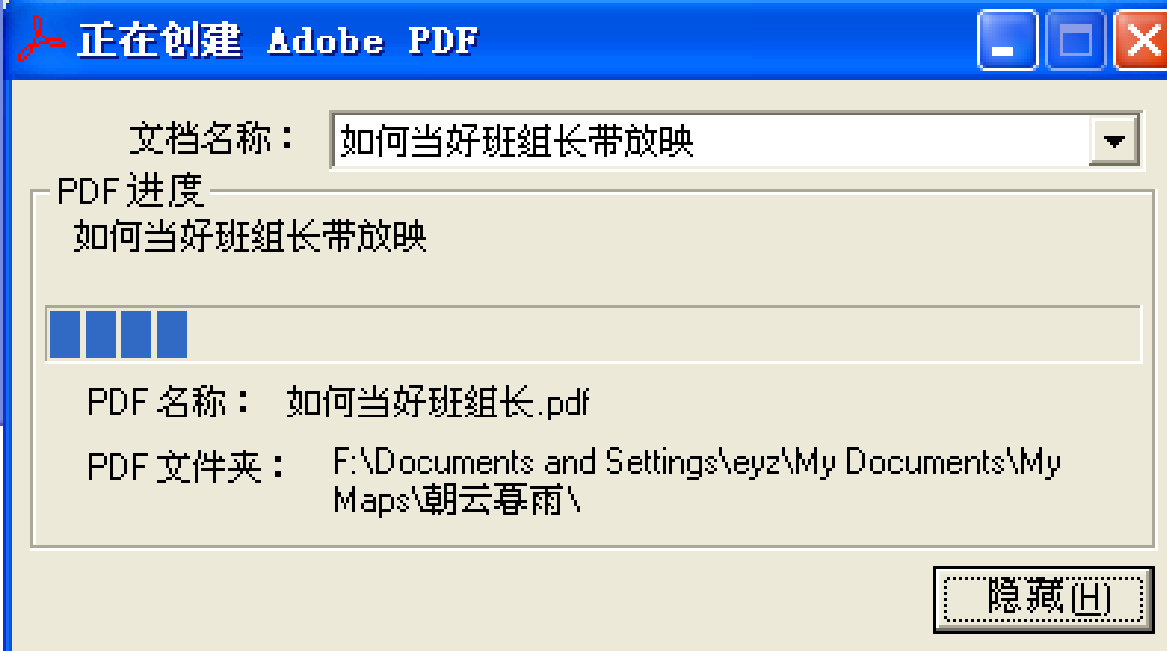 正在创建 Adobe PDF
文档名称： 如何当好班组长带放映
PDF 进度
如何当好班组长带放映
PDF 名称： 如何当好班组长.pdf
PDF 文件夹： F:\Documents and Settings\eyz\My Documents\My
Maps\朝云暮雨\
隐藏(H)